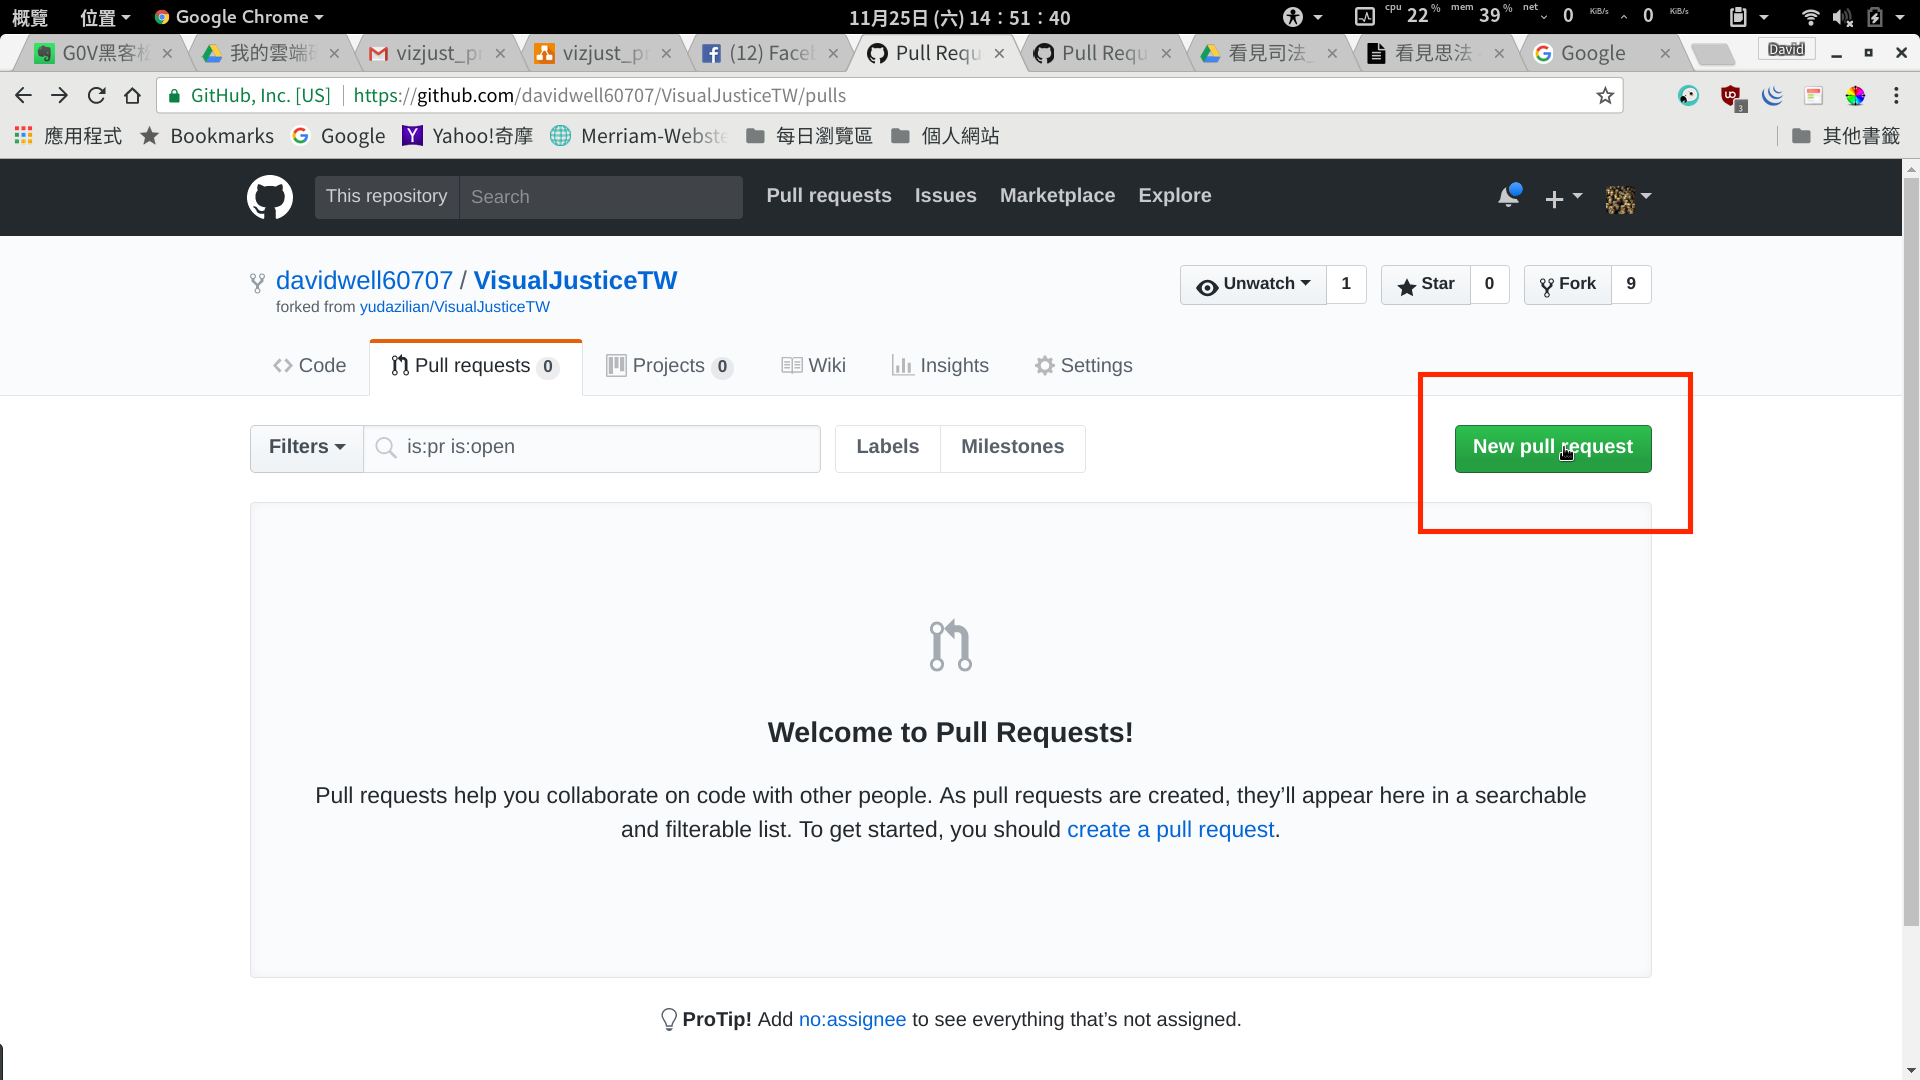 概覽 位置 Google Chrome 11月25日 (六) 14：51：40 cpu 22 % mem 39 % net 0 KiB/s 0 KiB/s
G0V黑客松 我的雲端 vizjust_pr vizjust_pr (12) Faceb Pull Requ Pull Requ 看見司法_ 看見思法 Google David
GitHub, Inc. [US] https://github.com/davidwell60707/VisualJusticeTW/pulls 3
應用程式 Bookmarks Google Yahoo!奇摩 Merriam-Webste 每日瀏覽區 個人網站 其他書籤
This repository Search Pull requests Issues Marketplace Explore
davidwell60707 / VisualJusticeTW Unwatch 1 Star 0 Fork 9
forked from yudazilian/VisualJusticeTW
Code Pull requests 0 Projects 0 Wiki Insights Settings
Filters is:pr is:open Labels Milestones New pull request
Welcome to Pull Requests!
Pull requests help you collaborate on code with other people. As pull requests are created, they’ll appear here in a searchable
and filterable list. To get started, you should create a pull request.
ProTip! Add no:assignee to see everything that’s not assigned.